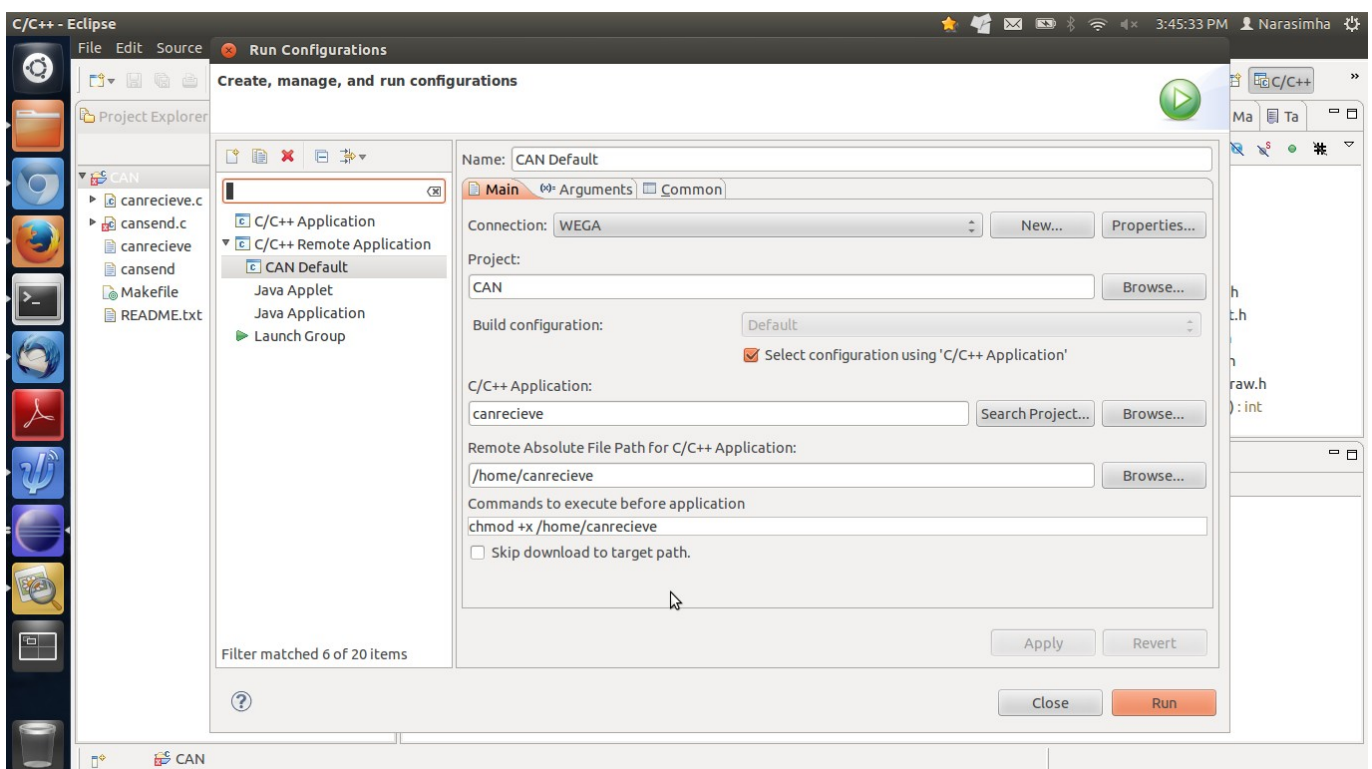 C/C++ - Eclipse
3:45:33 PM Narasimha
File Edit Source
Run Configurations
Create, manage, and run configurations
C/C++
»
Project Explorer
Ma Ta
CAN
canrecieve.c
cansend.c
canrecieve
cansend
Makefile
README.txt
C/C++ Application
C/C++ Remote Application
CAN Default
Java Applet
Java Application
Launch Group
Filter matched 6 of 20 items
Name: CAN Default
Main Arguments Common
Connection: WEGA New... Properties...
Project:
CAN Browse...
Build configuration: Default
Select configuration using 'C/C++ Application'
C/C++ Application:
canrecieve Search Project... Browse...
Remote Absolute File Path for C/C++ Application:
/home/canrecieve Browse...
Commands to execute before application
chmod +x /home/canrecieve
Skip download to target path.
Apply Revert
Close Run
h
t.h
h
raw.h
) : int
CAN